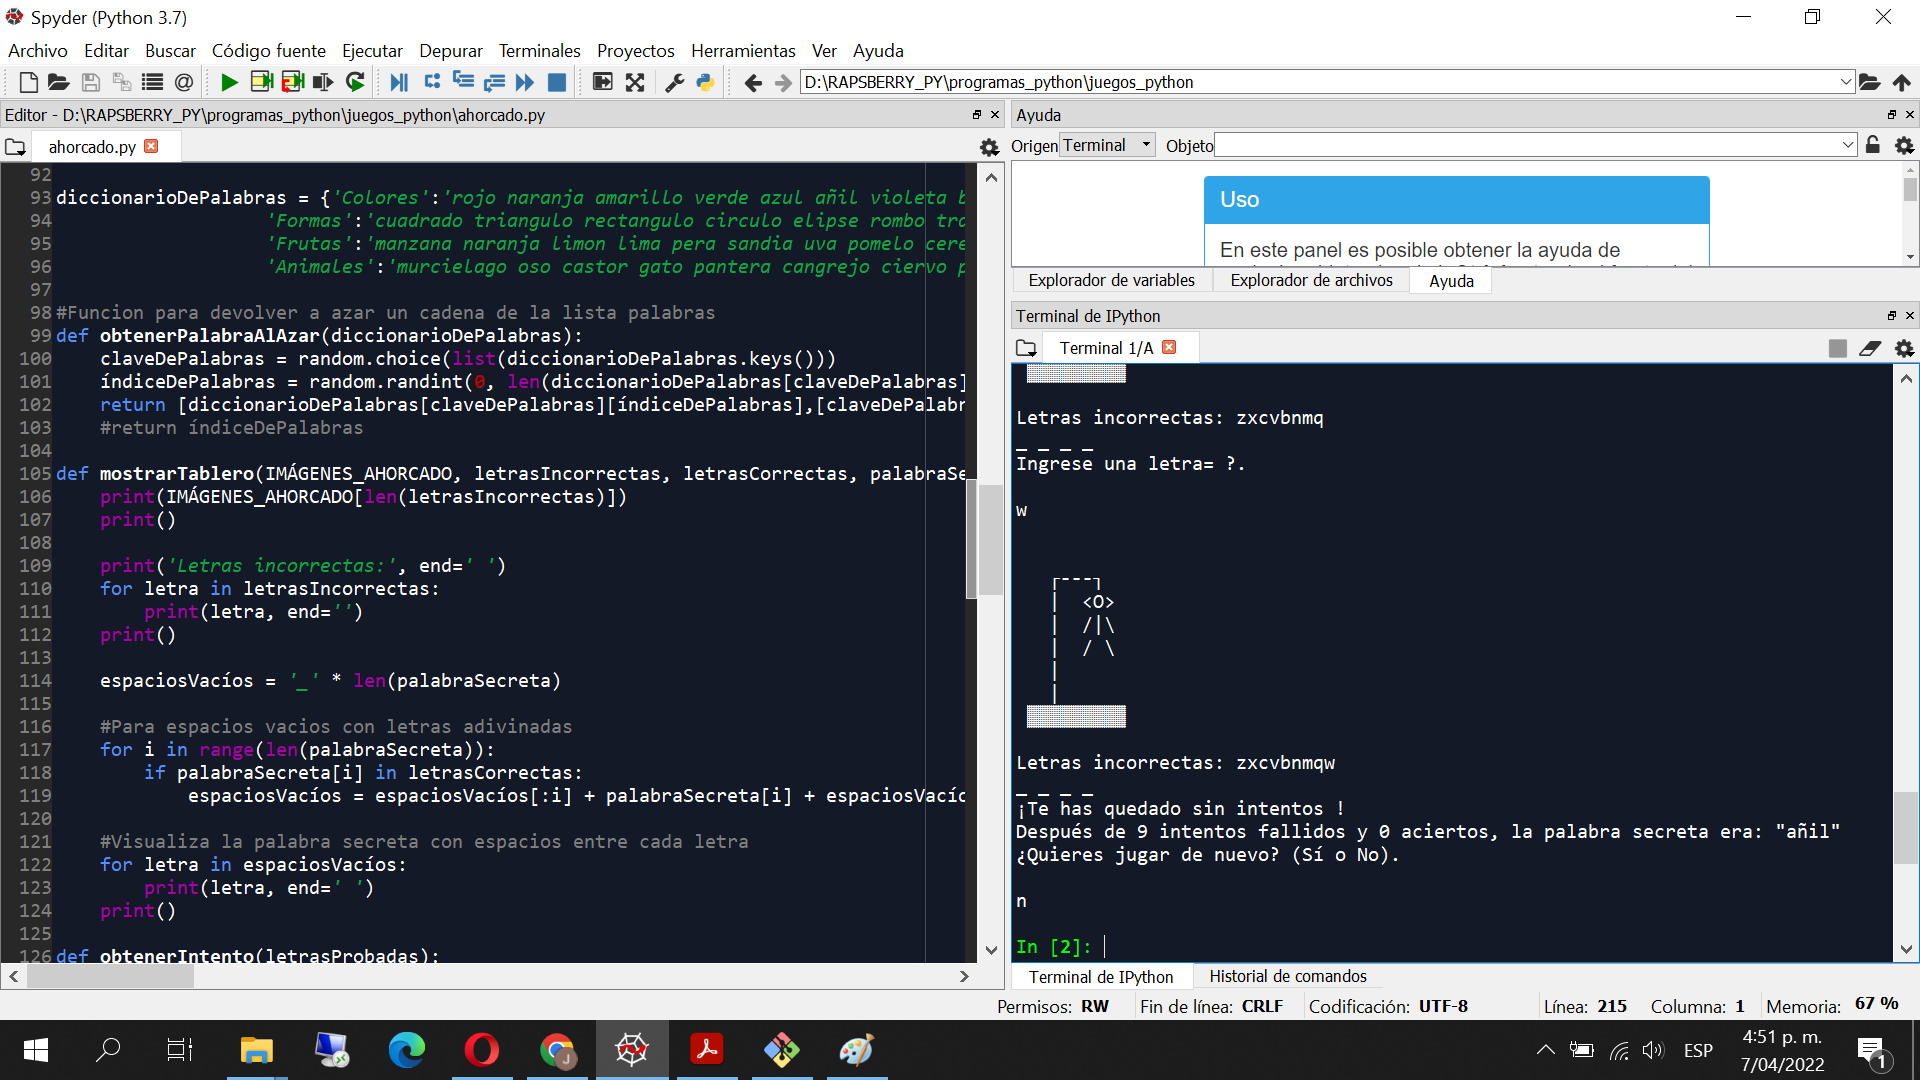 Spyder (Python 3.7)
Archivo Editar Buscar Código fuente Ejecutar Depurar Terminales Proyectos Herramientas Ver Ayuda
D:\RAPSBERRY_PY\programas_python\juegos_python
Editor - D:\RAPSBERRY_PY\programas_python\juegos_python\ahorcado.py
ahorcado.py
92
93 diccionarioDePalabras = {'Colores':'rojo naranja amarillo verde azul añil violeta b
94 'Formas':'cuadrado triangulo rectangulo circulo elipse rombo tra
95 'Frutas':'manzana naranja limon lima pera sandia uva pomelo cere
96 'Animales':'murcielago oso castor gato pantera cangrejo ciervo p
97
98 #Funcion para devolver a azar un cadena de la lista palabras
99 def obtenerPalabraAlAzar(diccionarioDePalabras):
100 claveDePalabras = random.choice(list(diccionarioDePalabras.keys()))
101 índiceDePalabras = random.randint(0, len(diccionarioDePalabras[claveDePalabras]
102 return [diccionarioDePalabras[claveDePalabras][índiceDePalabras],[claveDePalabr
103 #return índiceDePalabras
104
105 def mostrarTablero(IMÁGENES_AHORCADO, letrasIncorrectas, letrasCorrectas, palabraSe
106 print(IMÁGENES_AHORCADO[len(letrasIncorrectas)])
107 print()
108
109 print('Letras incorrectas:', end=' ')
110 for letra in letrasIncorrectas:
111 print(letra, end='')
112 print()
113
114 espaciosVacíos = '_' * len(palabraSecreta)
115
116 #Para espacios vacios con letras adivinadas
117 for i in range(len(palabraSecreta)):
118 if palabraSecreta[i] in letrasCorrectas:
119 espaciosVacíos = espaciosVacíos[:i] + palabraSecreta[i] + espaciosVacío
120
121 #Visualiza la palabra secreta con espacios entre cada letra
122 for letra in espaciosVacíos:
123 print(letra, end=' ')
124 print()
125
126 def obtenerIntento(letrasProbadas):
Ayuda
Origen Terminal Objeto
Uso
En este panel es posible obtener la ayuda de
Explorador de variables Explorador de archivos Ayuda
Terminal de IPython
Terminal 1/A
Letras incorrectas: zxcvbnmq
_ _ _ _
Ingrese una letra= ?.
w
┌---┐
| <O>
| /|\
| / \
|
|
Letras incorrectas: zxcvbnmqw
_ _ _ _
¡Te has quedado sin intentos !
Después de 9 intentos fallidos y 0 aciertos, la palabra secreta era: "añil"
¿Quieres jugar de nuevo? (Sí o No).
n
In [2]:
Terminal de IPython Historial de comandos
Permisos: RW Fin de línea: CRLF Codificación: UTF-8 Línea: 215 Columna: 1 Memoria: 67 %
ESP
4:51 p. m.
7/04/2022
1